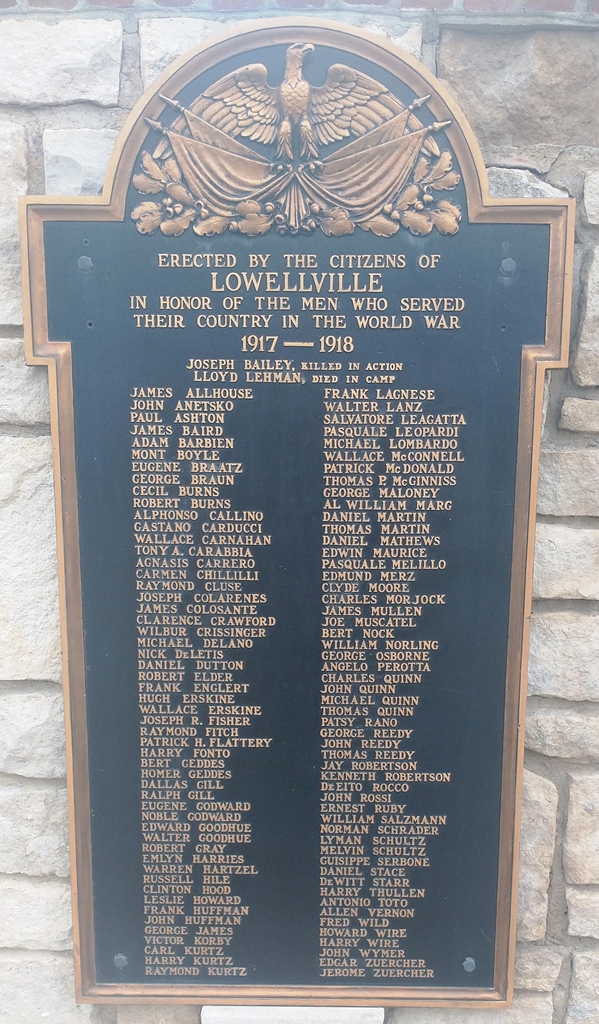 ERECTED BY THE CITIZENS OF
LOWELLVILLE
IN HONOR OF THE MEN WHO SERVED
THEIR COUNTRY IN THE WORLD WAR
1917 — 1918
JOSEPH BAILEY, KILLED IN ACTION
LLOYD LEHMAN, DIED IN CAMP
JAMES ALLHOUSE
JOHN ANETSKO
PAUL ASHTON
JAMES BAIRD
ADAM BARBIEN
MONT BOYLE
EUGENE BRAATZ
GEORGE BRAUN
CECIL BURNS
ROBERT BURNS
ALPHONSO CALLINO
GASTANO CARDUCCI
WALLACE CARNAHAN
TONY A. CARABBIA
AGNASIS CARRERO
CARMEN CHILLILLI
RAYMOND CLUSE
JOSEPH COLARENES
JAMES COLOSANTE
CLARENCE CRAWFORD
WILBUR CRISSINGER
MICHAEL DELANO
NICK DeLETIS
DANIEL DUTTON
ROBERT ELDER
FRANK ENGLERT
HUGH ERSKINE
WALLACE ERSKINE
JOSEPH R. FISHER
RAYMOND FITCH
PATRICK H. FLATTERY
HARRY FONTO
BERT GEDDES
HOMER GEDDES
DALLAS GILL
RALPH GILL
EUGENE GODWARD
NOBLE GODWARD
EDWARD GOODHUE
WALTER GOODHUE
ROBERT GRAY
EMLYN HARRIES
WARREN HARTZEL
RUSSELL HILE
CLINTON HOOD
LESLIE HOWARD
FRANK HUFFMAN
JOHN HUFFMAN
GEORGE JAMES
VICTOR KORBY
CARL KURTZ
HARRY KURTZ
RAYMOND KURTZ
FRANK LAGNESE
WALTER LANZ
SALVATORE LEAGATTA
PASQUALE LEOPARDI
MICHAEL LOMBARDO
WALLACE McCONNELL
PATRICK McDONALD
THOMAS P. McGINNISS
GEORGE MALONEY
AL WILLIAM MARG
DANIEL MARTIN
THOMAS MARTIN
DANIEL MATHEWS
EDWIN MAURICE
PASQUALE MELILLO
EDMUND MERZ
CLYDE MOORE
CHARLES MORJOCK
JAMES MULLEN
JOE MUSCATEL
BERT NOCK
WILLIAM NORLING
GEORGE OSBORNE
ANGELO PEROTTA
CHARLES QUINN
JOHN QUINN
MICHAEL QUINN
THOMAS QUINN
PATSY RANO
GEORGE REEDY
JOHN REEDY
THOMAS REEDY
JAY ROBERTSON
KENNETH ROBERTSON
DeEITO ROCCO
JOHN ROSSI
ERNEST RUBY
WILLIAM SALZMANN
NORMAN SCHRADER
LYMAN SCHULTZ
MELVIN SCHULTZ
GUISIPPE SERBONE
DANIEL STACE
DeWITT STARR
HARRY THULLEN
ANTONIO TOTO
ALLEN VERNON
FRED WILD
HOWARD WIRE
HARRY WIRE
JOHN WYMER
EDGAR ZUERCHER
JEROME ZUERCHER